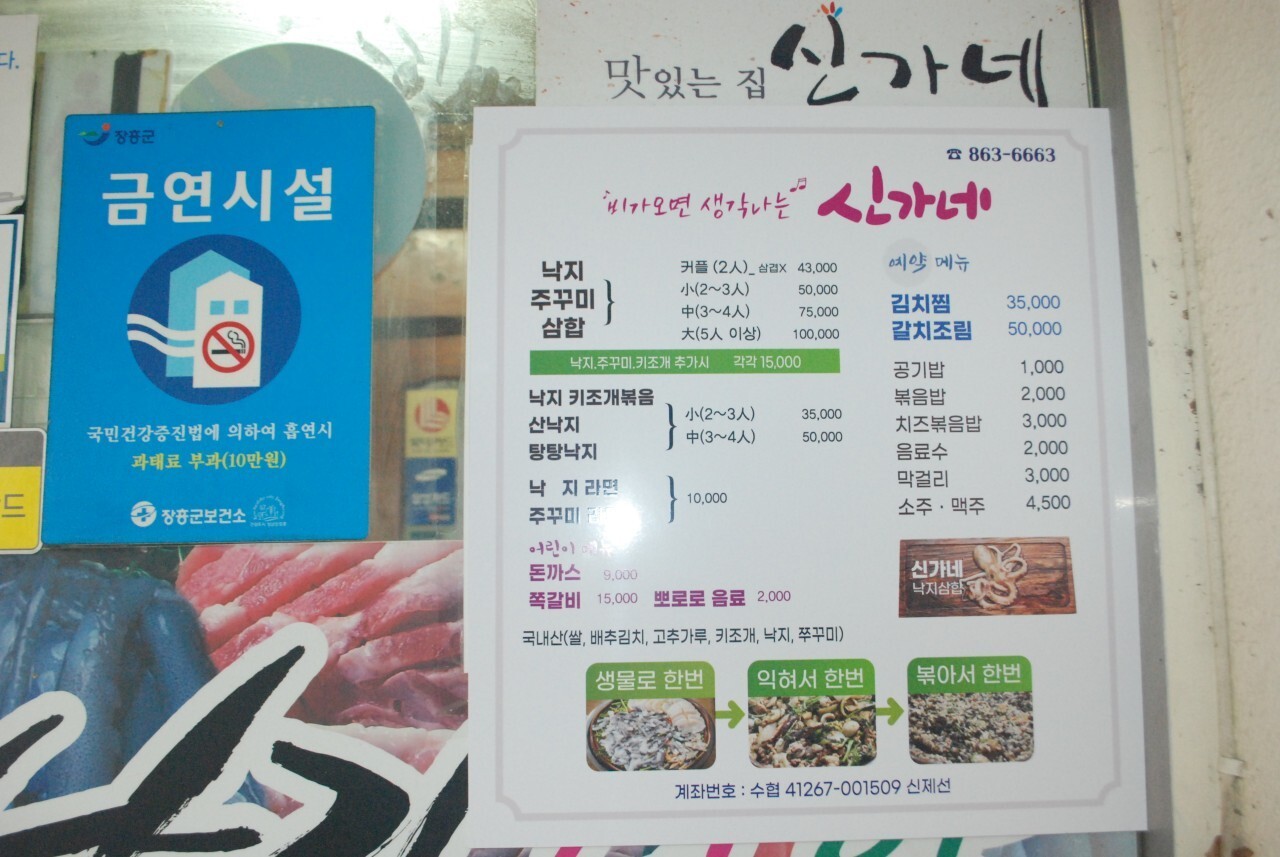 다.
맛있는 집 신가네
장흥군
금연시설
국민건강증진법에 의하여 흡연시
과태료 부과(10만원)
장흥군보건소
드
☎ 863-6663
"비가오면 생각나는" 신가네
낙지
주꾸미
삼합
커플 (2人)_ 삼겹X 43,000
小(2~3人) 50,000
中(3~4人) 75,000
大(5人 이상) 100,000
낙지.주꾸미.키조개 추가시 각각 15,000
낙지 키조개볶음
산낙지
탕탕낙지
小(2~3人) 35,000
中(3~4人) 50,000
낙 지 라면
주꾸미
10,000
어린이 메뉴
돈까스 9,000
쪽갈비 15,000 뽀로로 음료 2,000
예약 메뉴
김치찜 35,000
갈치조림 50,000
공기밥 1,000
볶음밥 2,000
치즈볶음밥 3,000
음료수 2,000
막걸리 3,000
소주 · 맥주 4,500
신가네
낙지삼합
국내산(쌀, 배추김치, 고추가루, 키조개, 낙지, 쭈꾸미)
생물로 한번
익혀서 한번
볶아서 한번
계좌번호 : 수협 41267-001509 신제선